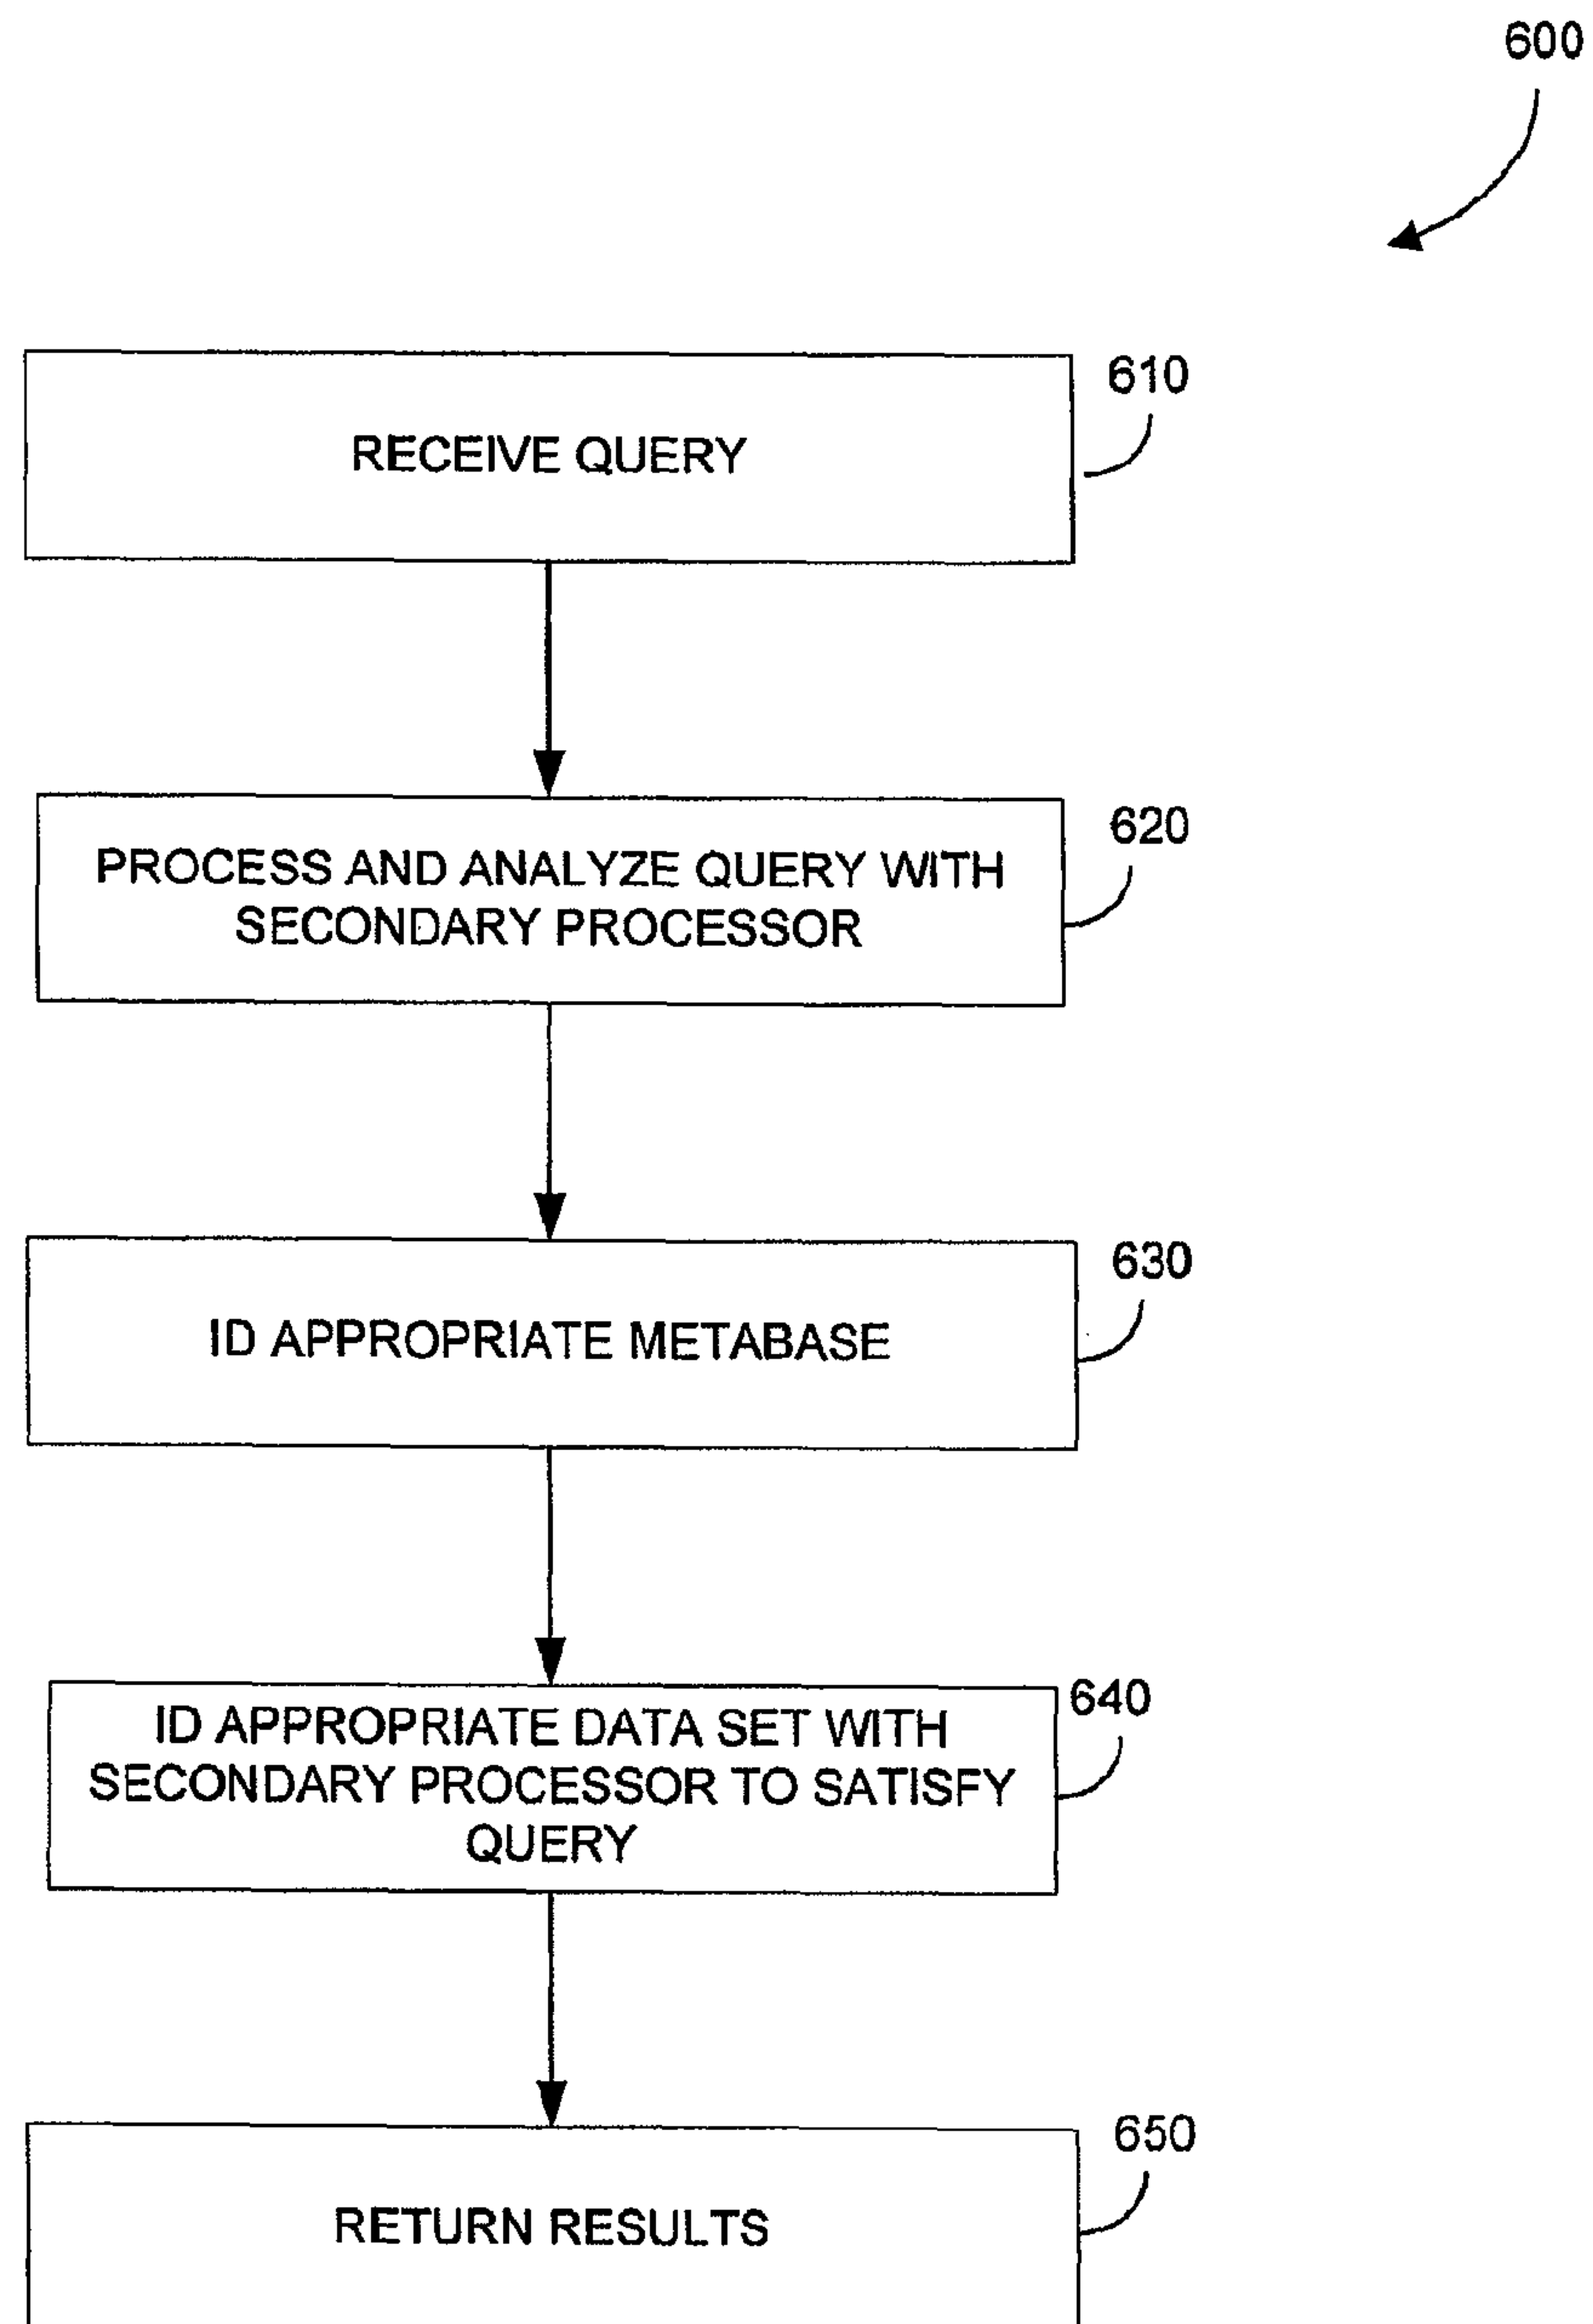 600
610
RECEIVE QUERY
620
PROCESS AND ANALYZE QUERY WITH
SECONDARY PROCESSOR
630
ID APPROPRIATE METABASE
640
ID APPROPRIATE DATA SET WITH
SECONDARY PROCESSOR TO SATISFY
QUERY
650
RETURN RESULTS